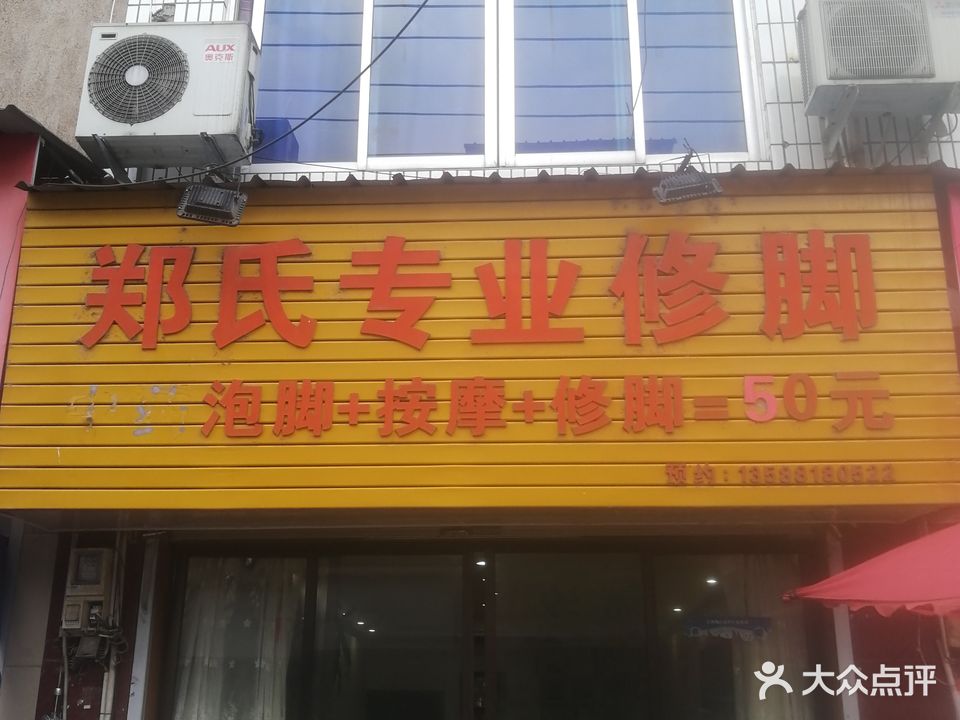 AUX
奥克斯
郑氏专业修脚
泡脚+按摩+修脚=50元
预约:13538180522
大众点评